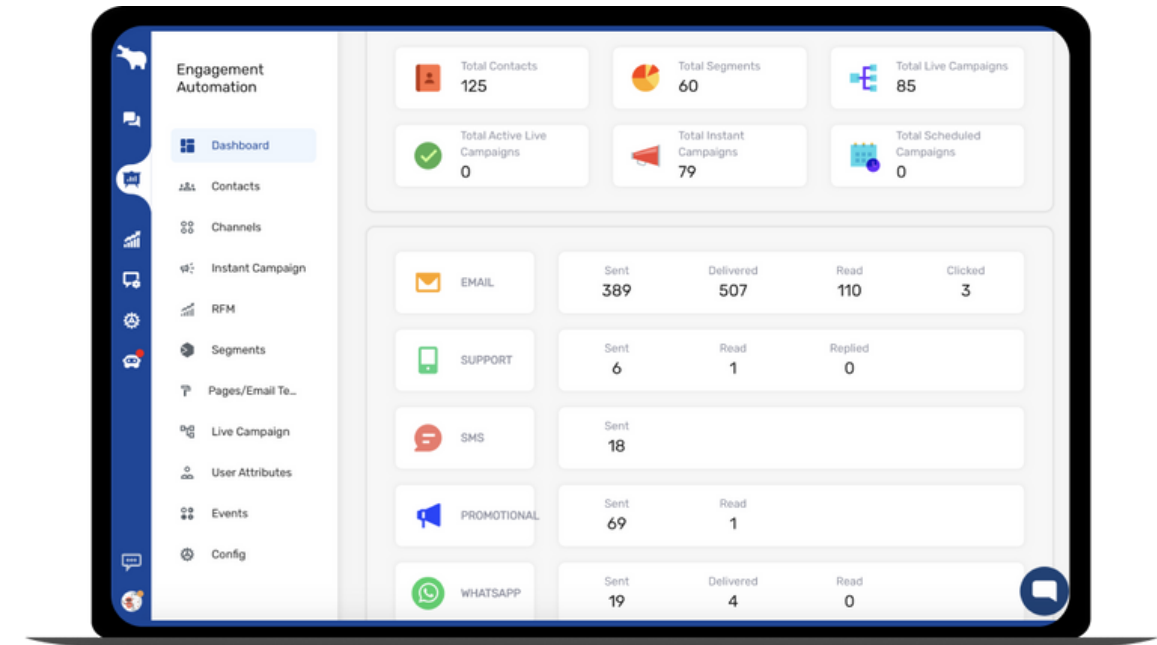 Engagement
Automation
Dashboard
Contacts
Channels
Instant Campaign
RFM
Segments
Pages/Email Te...
Live Campaign
User Attributes
Events
Config
Total Contacts
125
Total Segments
60
Total Live Campaigns
85
Total Active Live
Campaigns
0
Total Instant
Campaigns
79
Total Scheduled
Campaigns
0
EMAIL
Sent
389
Delivered
507
Read
110
Clicked
3
SUPPORT
Sent
6
Read
1
Replied
0
SMS
Sent
18
PROMOTIONAL
Sent
69
Read
1
WHATSAPP
Sent
19
Delivered
4
Read
0